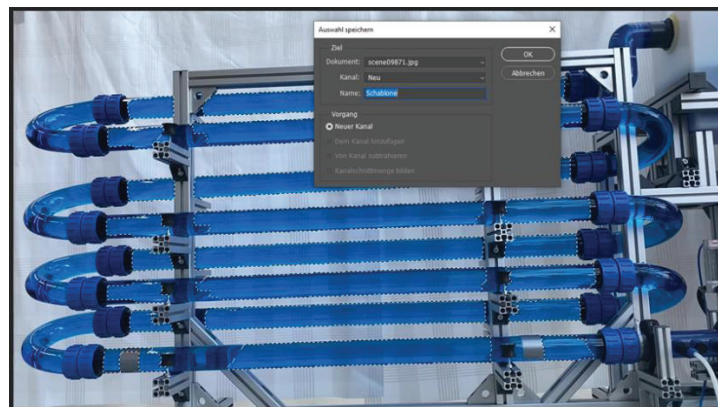 Auswahl speichern
Ziel
Dokument: scene09871.jpg
Kanal: Neu
Name: Schablone
OK
Abbrechen
Vorgang
Neuer Kanal
Dem Kanal hinzufügen
Von Kanal subtrahieren
Kanalschnittmenge bilden